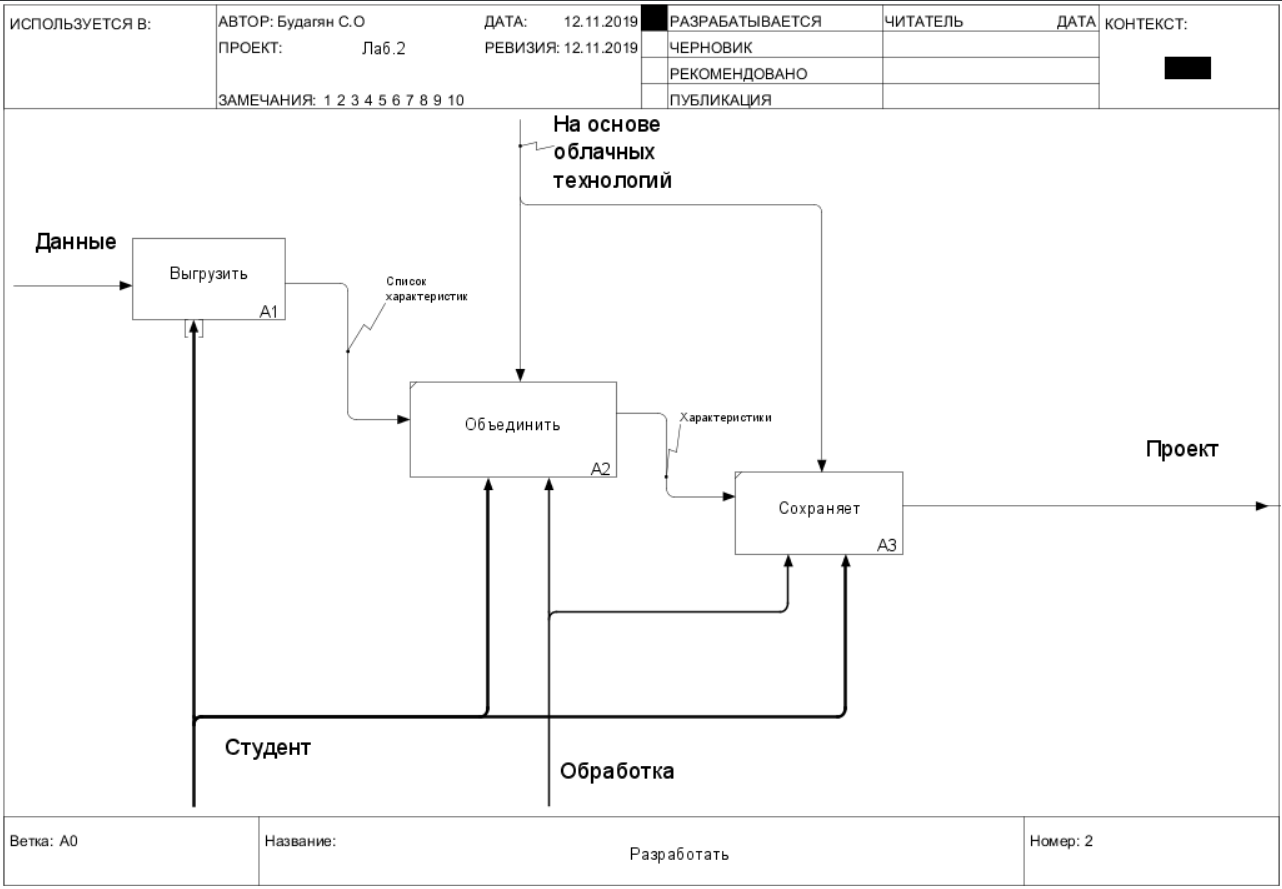 ИСПОЛЬЗУЕТСЯ В:
АВТОР: Будагян С.О
ДАТА: 12.11.2019
РАЗРАБАТЫВАЕТСЯ
ЧИТАТЕЛЬ
ДАТА
КОНТЕКСТ:
ПРОЕКТ: Лаб.2
РЕВИЗИЯ: 12.11.2019
ЧЕРНОВИК
РЕКОМЕНДОВАНО
ЗАМЕЧАНИЯ: 1 2 3 4 5 6 7 8 9 10
ПУБЛИКАЦИЯ
На основе
облачных
технологий
Данные
Выгрузить
A1
Список
характеристик
Объединить
A2
Характеристики
Проект
Сохраняет
A3
Студент
Обработка
Ветка: A0
Название:
Разработать
Номер: 2